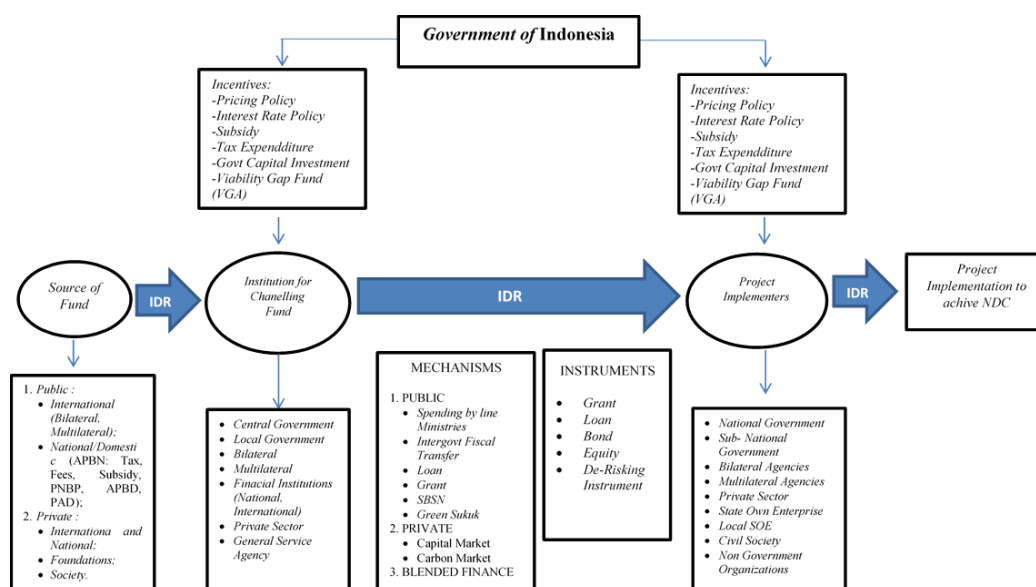 Government of Indonesia
Incentives:
-Pricing Policy
-Interest Rate Policy
-Subsidy
-Tax Expendditure
-Govt Capital Investment
-Viability Gap Fund
(VGA)
Incentives:
-Pricing Policy
-Interest Rate Policy
-Subsidy
-Tax Expendditure
-Govt Capital Investment
-Viability Gap Fund
(VGA)
Source of
Fund
IDR
Institution for
Chanelling
Fund
IDR
Project
Implementers
IDR
Project
Implementation to
achive NDC
1. Public :
• International
(Bilateral,
Multilateral);
• National/Domesti
c (APBN: Tax,
Fees, Subsidy,
PNBP, APBD,
PAD);
2. Private :
• Internationa and
National;
• Foundations;
• Society.
• Central Government
• Local Government
• Bilateral
• Multilateral
• Finacial Institutions
(National,
International)
• Private Sector
• General Service
Agency
MECHANISMS
1. PUBLIC
• Spending by line
Ministries
• Intergovt Fiscal
Transfer
• Loan
• Grant
• SBSN
• Green Sukuk
2. PRIVATE
• Capital Market
• Carbon Market
3. BLENDED FINANCE
INSTRUMENTS
• Grant
• Loan
• Bond
• Equity
• De-Risking
Instrument
• National Government
• Sub- National
Government
• Bilateral Agencies
• Multilateral Agencies
• Private Sector
• State Own Enterprise
• Local SOE
• Civil Society
• Non Government
Organizations